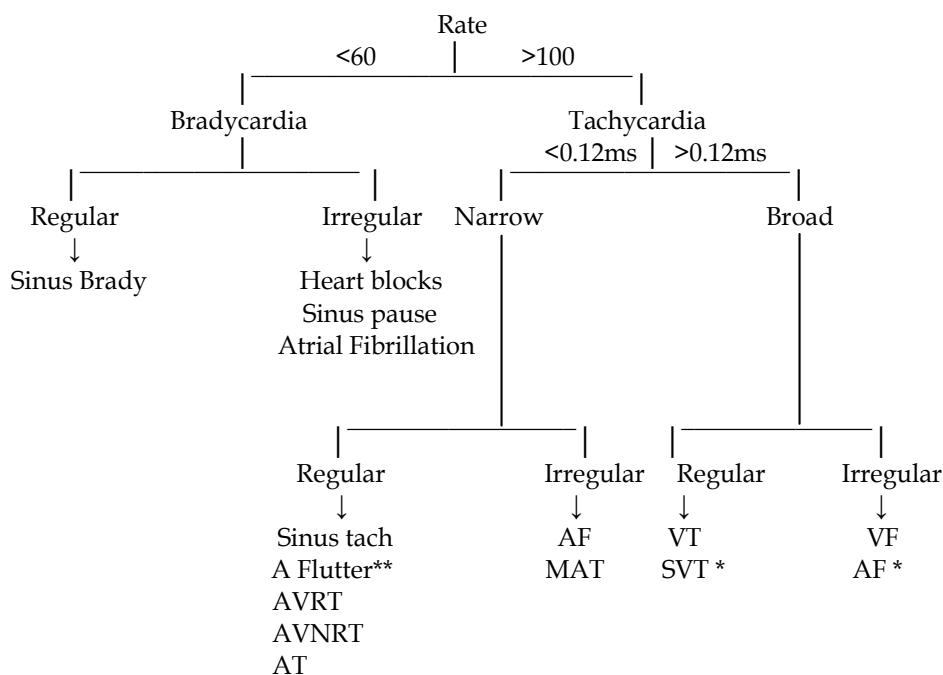 Rate
<60 >100
Bradycardia Tachycardia
<0.12ms >0.12ms
Regular Irregular Narrow Broad
↓ ↓
Sinus Brady Heart blocks
Sinus pause
Atrial Fibrillation
Regular Irregular Regular Irregular
↓ ↓ ↓ ↓
Sinus tach AF VT VF
A Flutter** MAT SVT * AF *
AVRT
AVNRT
AT